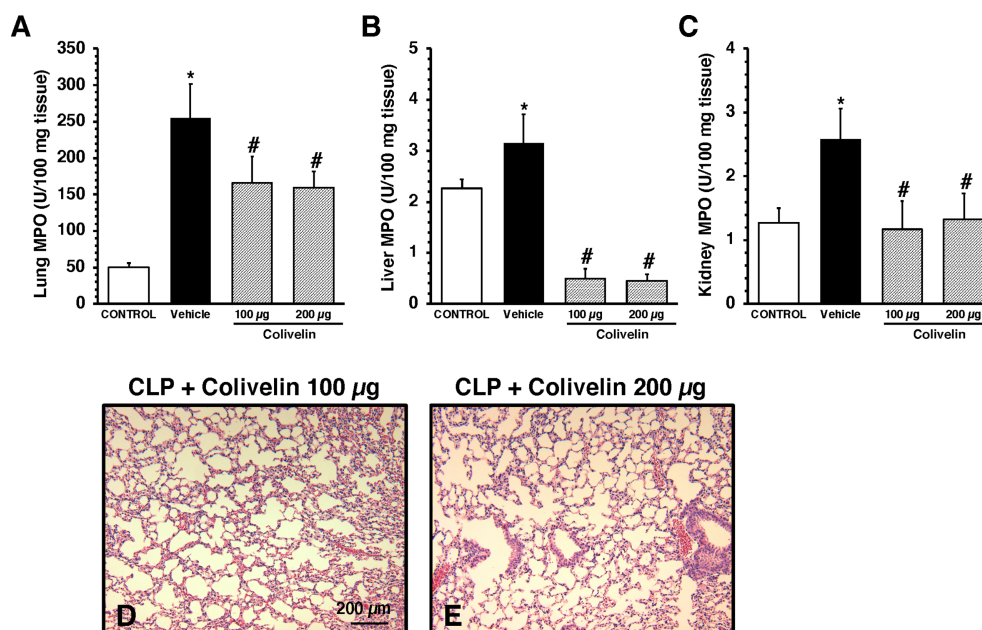 A
Lung MPO (U/100 mg tissue)
350
300
250
200
150
100
50
0
*
#
#
CONTROL
Vehicle
100 µg
200 µg
Colivelin
B
Liver MPO (U/100 mg tissue)
5
4
3
2
1
0
*
#
#
CONTROL
Vehicle
100 µg
200 µg
Colivelin
C
Kidney MPO (U/100 mg tissue)
4
3
2
1
0
*
#
#
CONTROL
Vehicle
100 µg
200 µg
Colivelin
CLP + Colivelin 100 µg
D
200 µm
CLP + Colivelin 200 µg
E